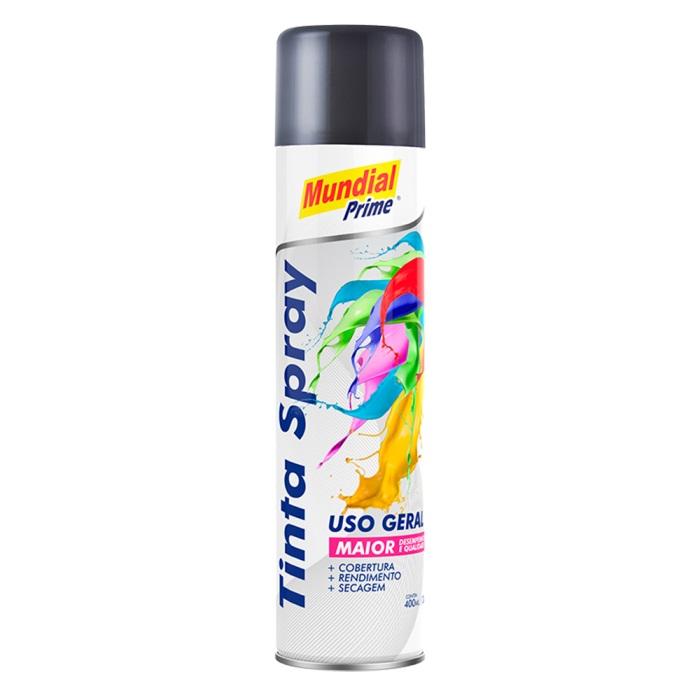 Mundial
Prime®
Tinta Spray
USO GERAL
MAIOR
E
+ COBERTURA
+ RENDIMENTO
+ SECAGEM
400mL